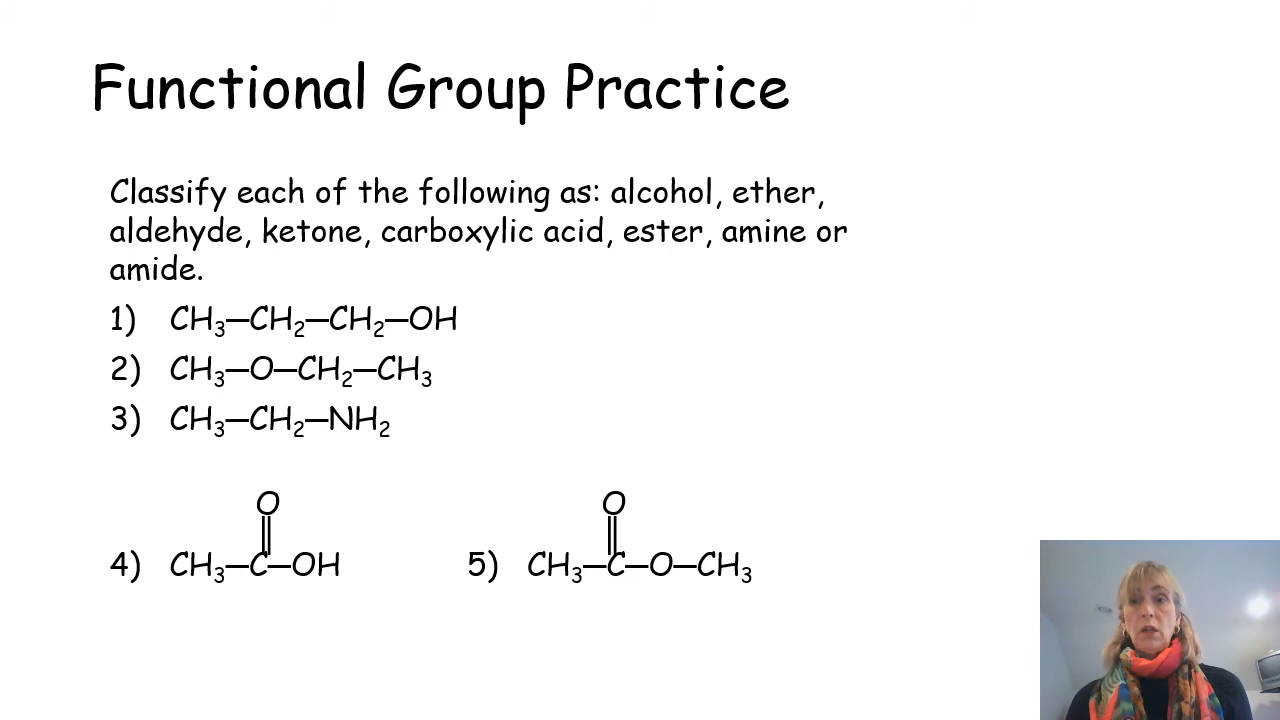 Functional Group Practice
Classify each of the following as: alcohol, ether,
aldehyde, ketone, carboxylic acid, ester, amine or
amide.
1) CH₃—CH₂—CH₂—OH
2) CH₃—O—CH₂—CH₃
3) CH₃—CH₂—NH₂
O O
4) CH₃—C—OH 5) CH₃—C—O—CH₃